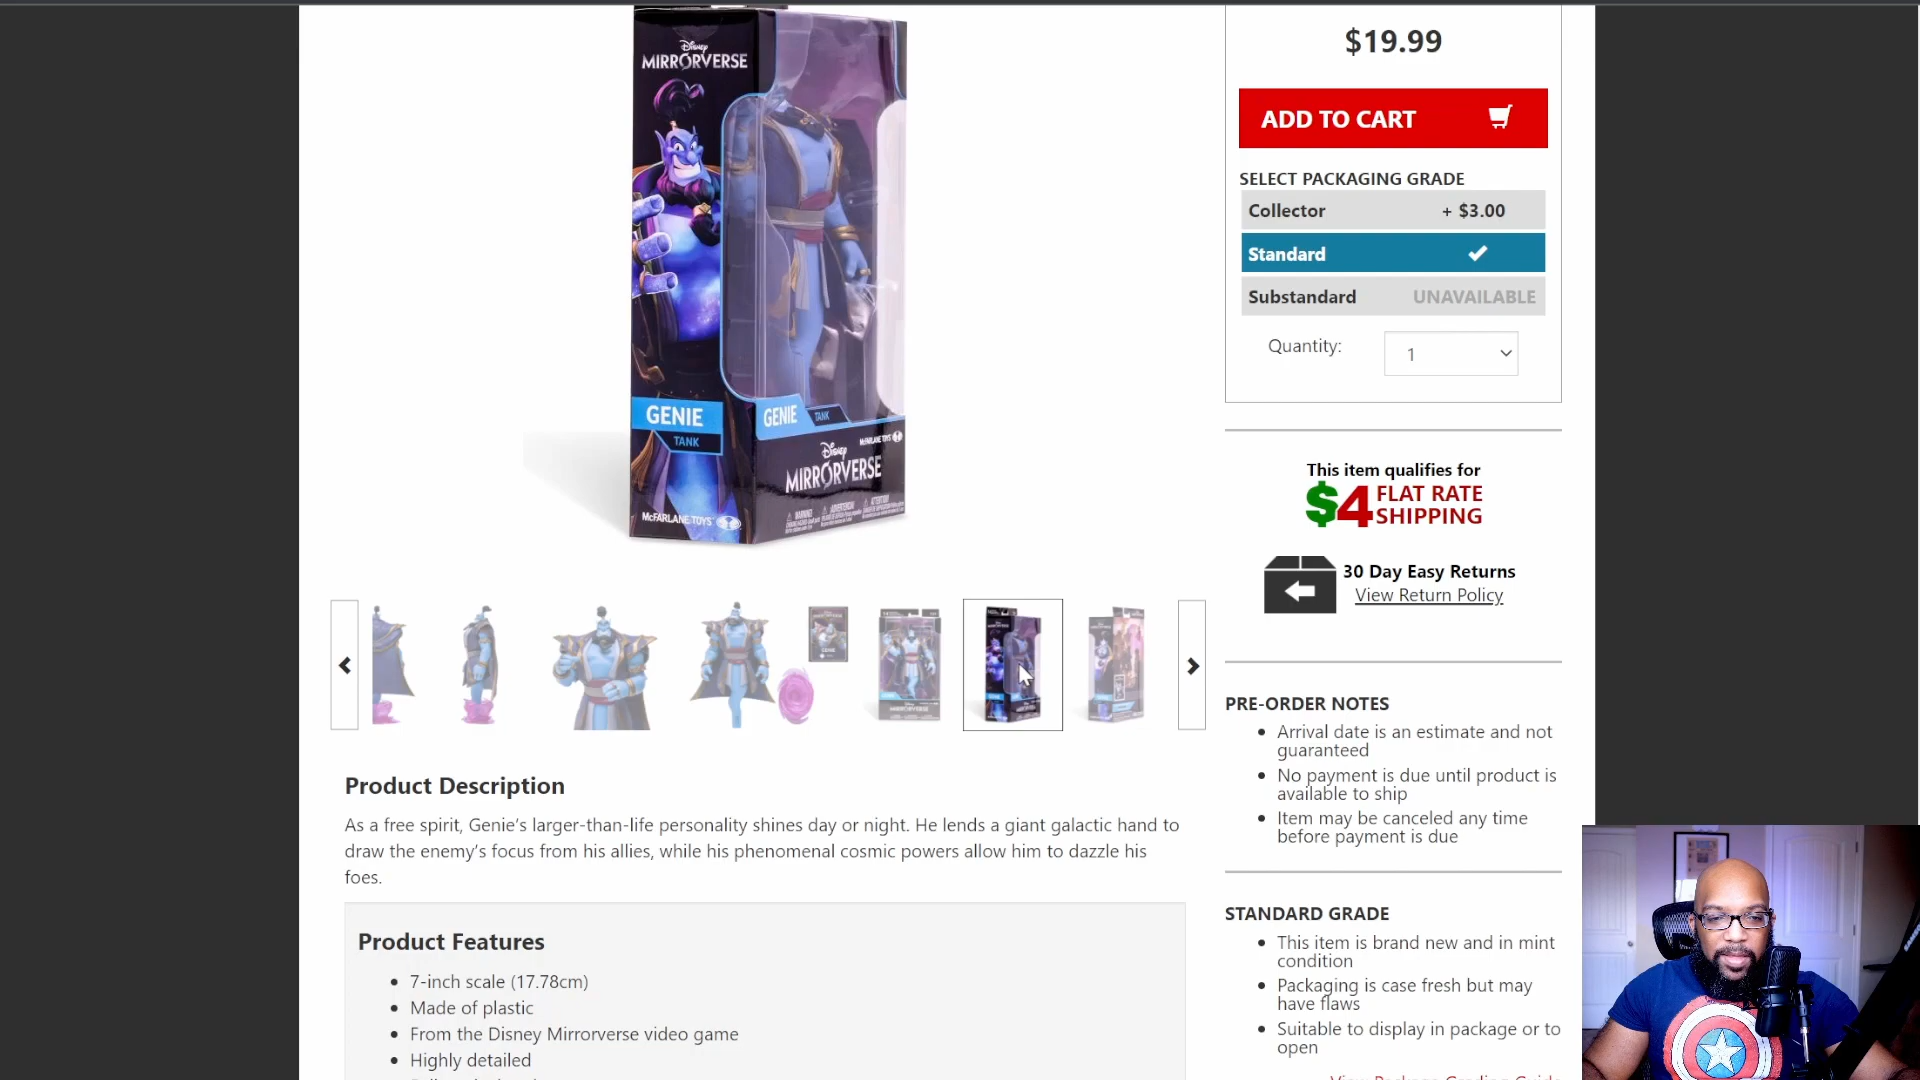 Disney
MIRRORVERSE
GENIE
TANK
GENIE
TANK
McFARLANE TOYS
Disney
MIRRORVERSE
McFARLANE TOYS
$19.99
ADD TO CART
SELECT PACKAGING GRADE
Collector + $3.00
Standard
Substandard UNAVAILABLE
Quantity: 1
This item qualifies for
$4 FLAT RATE
SHIPPING
30 Day Easy Returns
View Return Policy
Product Description
As a free spirit, Genie’s larger-than-life personality shines day or night. He lends a giant galactic hand to
draw the enemy’s focus from his allies, while his phenomenal cosmic powers allow him to dazzle his
foes.
Product Features
• 7-inch scale (17.78cm)
• Made of plastic
• From the Disney Mirrorverse video game
• Highly detailed
PRE-ORDER NOTES
• Arrival date is an estimate and not
guaranteed
• No payment is due until product is
available to ship
• Item may be canceled any time
before payment is due
STANDARD GRADE
• This item is brand new and in mint
condition
• Packaging is case fresh but may
have flaws
• Suitable to display in package or to
open